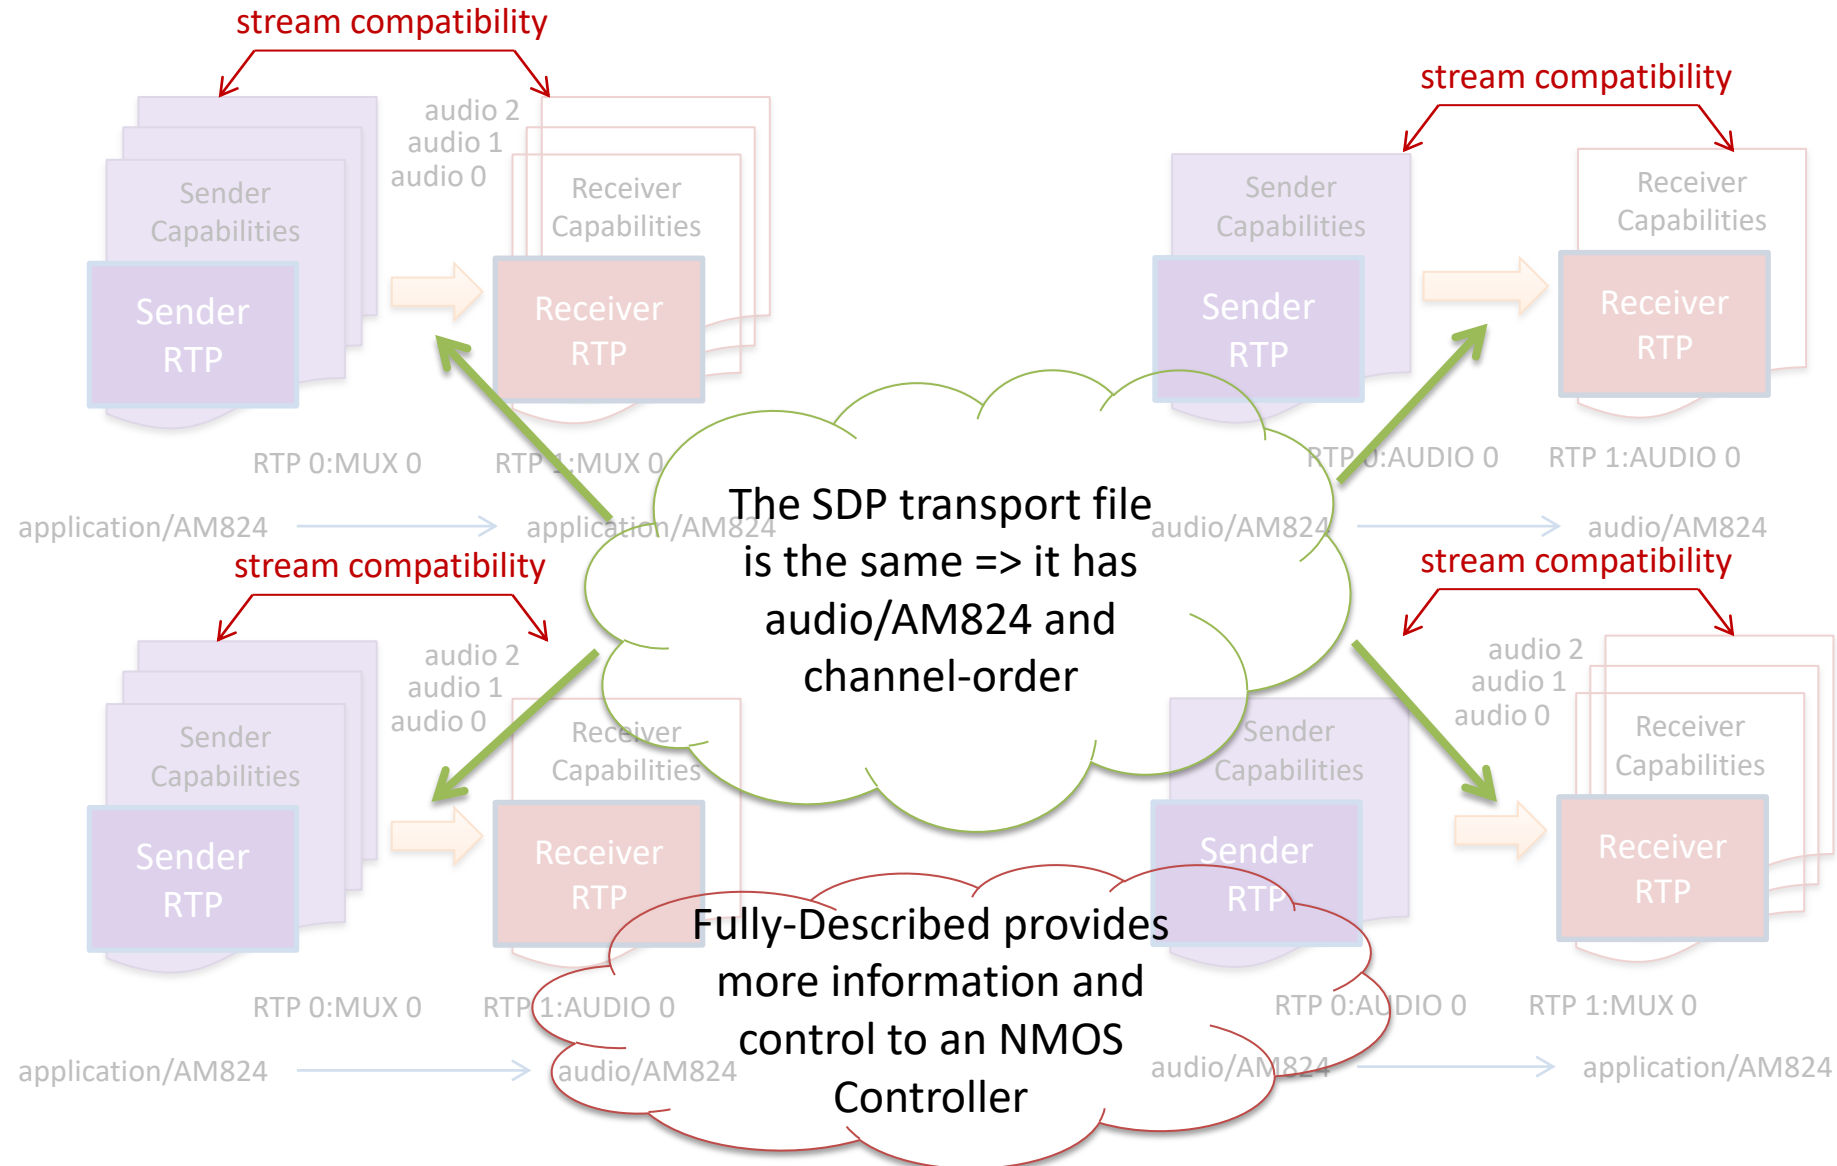 stream compatibility
audio 2
audio 1
audio 0
Sender
Capabilities
Receiver
Capabilities
Sender
RTP
Receiver
RTP
RTP 0:MUX 0
RTP 1:MUX 0
application/AM824
application/AM824
stream compatibility
Sender
Capabilities
Receiver
Capabilities
Sender
RTP
Receiver
RTP
RTP 0:AUDIO 0
RTP 1:AUDIO 0
audio/AM824
audio/AM824
The SDP transport file
is the same => it has
audio/AM824 and
channel-order
stream compatibility
audio 2
audio 1
audio 0
Sender
Capabilities
Receiver
Capabilities
Sender
RTP
Receiver
RTP
RTP 0:MUX 0
RTP 1:AUDIO 0
application/AM824
audio/AM824
stream compatibility
audio 2
audio 1
audio 0
Sender
Capabilities
Receiver
Capabilities
Sender
RTP
Receiver
RTP
RTP 0:AUDIO 0
RTP 1:MUX 0
audio/AM824
application/AM824
Fully-Described provides
more information and
control to an NMOS
Controller